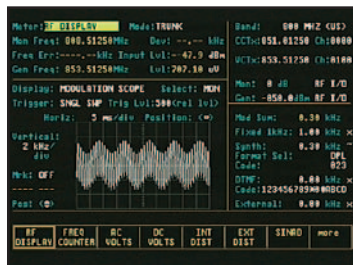 Meter: RF DISPLAY Mode: TRUNK
Mon Freq: 808.51250MHz Dev: --.-- kHz
Freq Err: ---.--kHz Input Lvl: -47.9 dBm
Gen Freq: 853.51250MHz Lvl: 707.10 uV
Band: 800 MHZ (US)
CCTx: 851.01250 Ch:0000
VCTx: 853.51250 Ch:0100
Mon: 0 dB RF I/O
Gen: -050.0dBm RF I/O
Display: MODULATION SCOPE Select: MON
Trigger: SNGL SWP Trig Lvl:500(rel lvl)
Horiz: 5 ms/div Position: (↔)
Vertical:
2 kHz/
div
Mrk: OFF
---- ----
Post (↕)
Mod Sum: 0.30 kHz
Fixed 1kHz: 1.00 kHz ×
Synth: 0.30 kHz ~
Format Sel: DPL
Code: 023
DTMF: 0.00 kHz ×
Code:123456789*0#ABCD
External: 0.00 kHz ×
RF DISPLAY
FREQ COUNTER
AC VOLTS
DC VOLTS
INT DIST
EXT DIST
SINAD
more